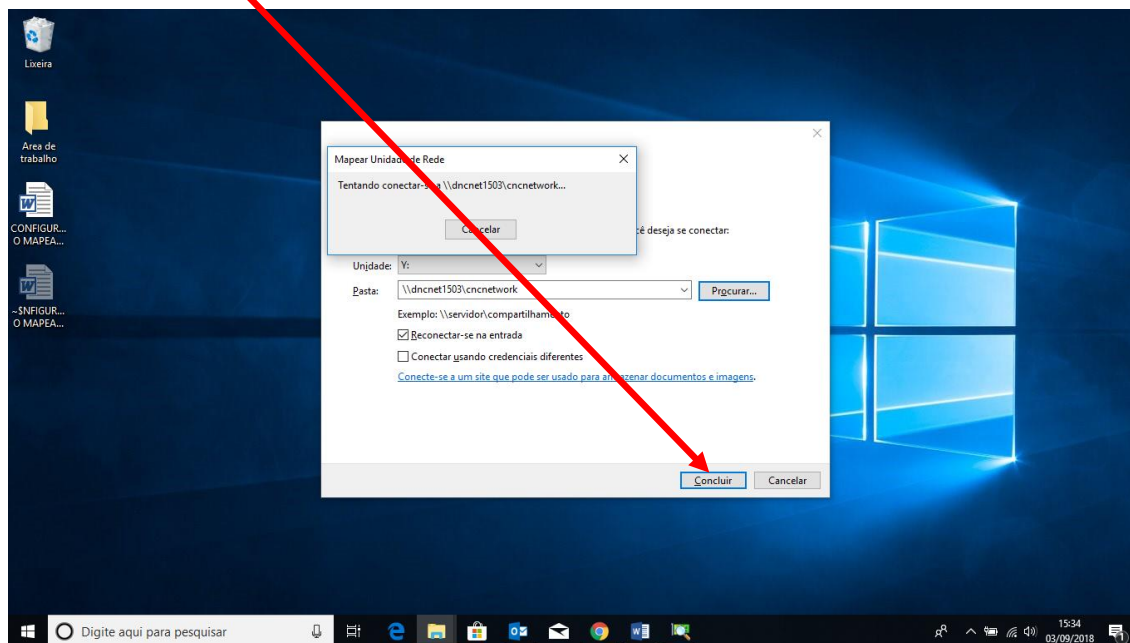 Lixeira
Area de
trabalho
CONFIGUR...
O MAPEA...
~$NFIGUR...
O MAPEA...
Mapear Unidade de Rede
Tentando conectar-se a \\dncnet1503\cncnetwork...
Cancelar
cê deseja se conectar:
Unidade: Y:
Pasta: \\dncnet1503\cncnetwork Procurar...
Exemplo: \\servidor\compartilhamento
Reconectar-se na entrada
Conectar usando credenciais diferentes
Conecte-se a um site que pode ser usado para armazenar documentos e imagens.
Concluir Cancelar
Digite aqui para pesquisar
15:34
03/09/2018